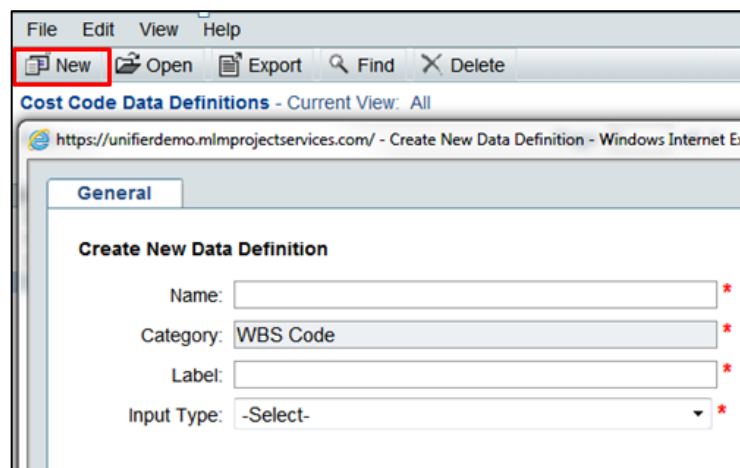 File Edit View Help
New Open Export Find Delete
Cost Code Data Definitions - Current View: All
https://unifierdemo.mlmprojectservices.com/ - Create New Data Definition - Windows Internet Ex
General
Create New Data Definition
Name: *
Category: WBS Code *
Label: *
Input Type: -Select- *